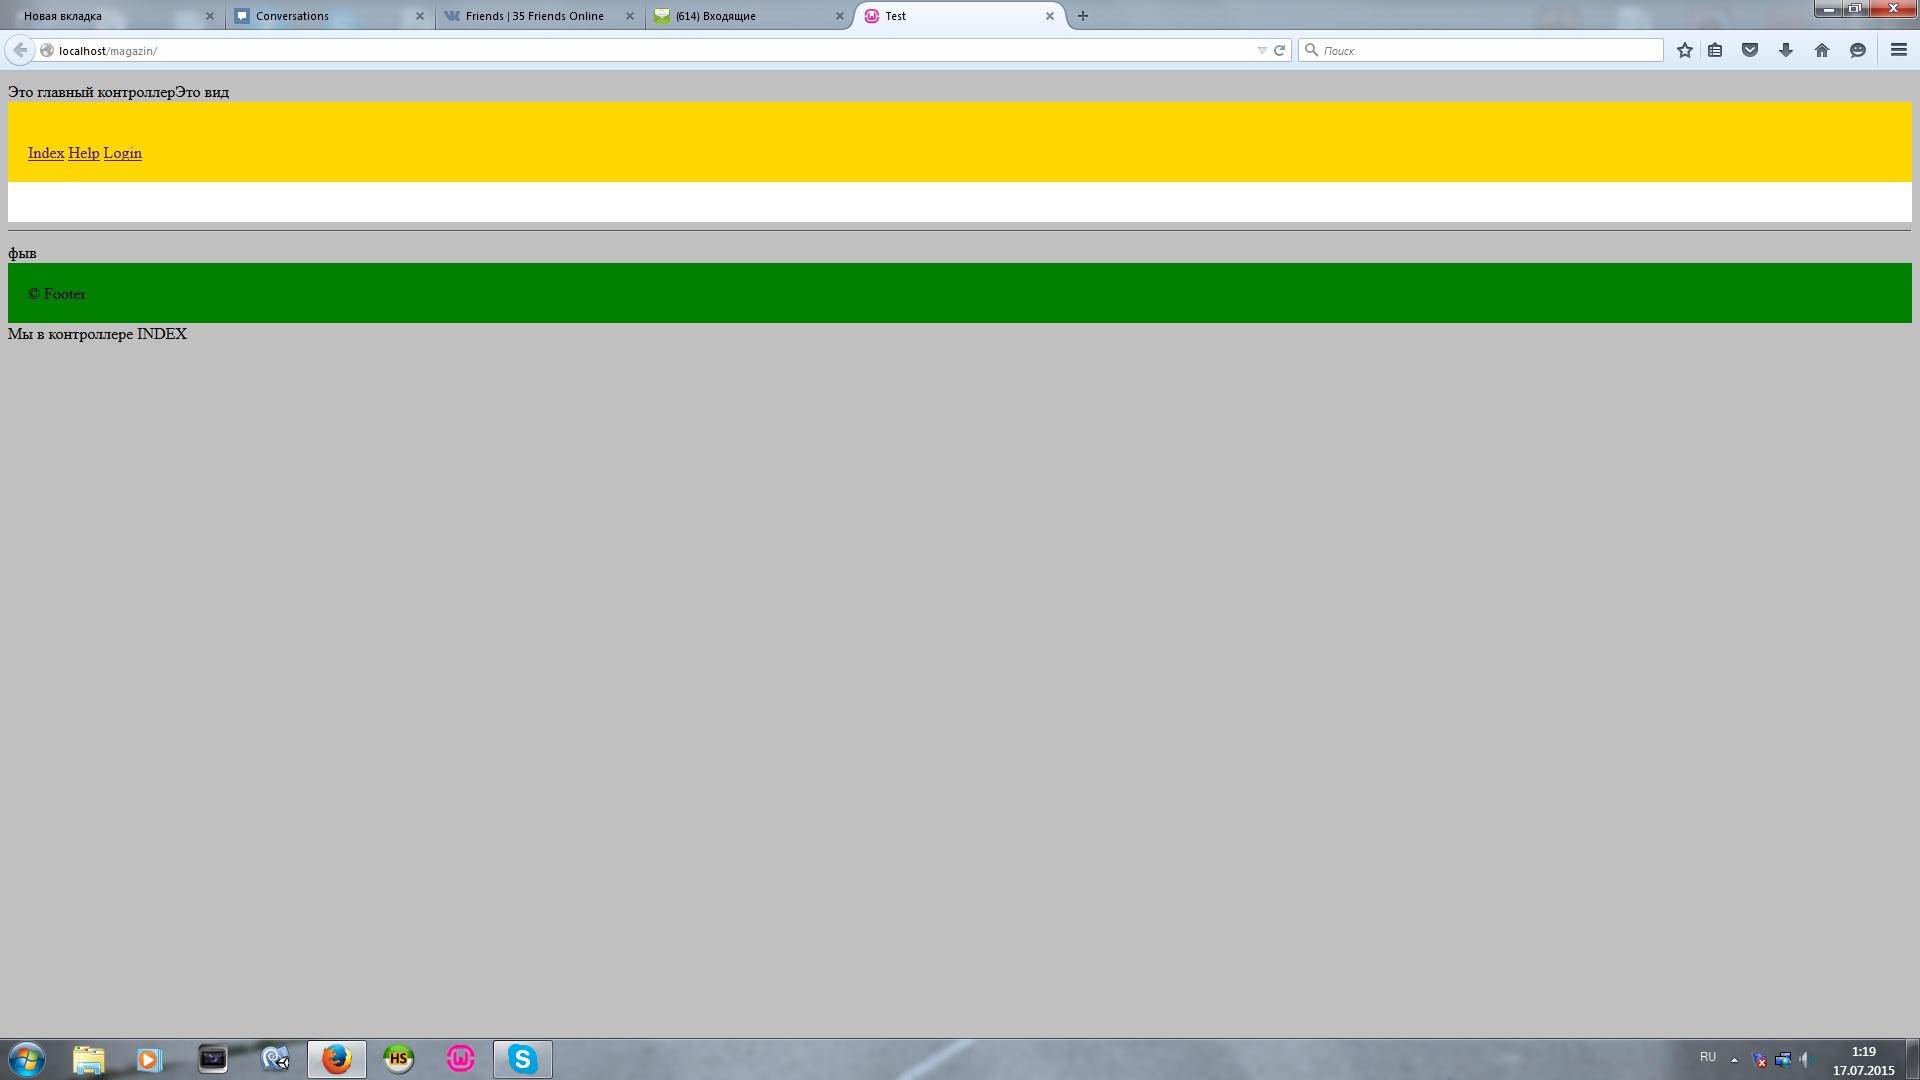 Новая вкладка
Conversations
Friends | 35 Friends Online
(614) Входящие
Test
localhost/magazin/
Поиск
Это главный контроллерЭто вид
Index Help Login
фыв
© Footer
Мы в контроллере INDEX
HS
S
RU
1:19
17.07.2015